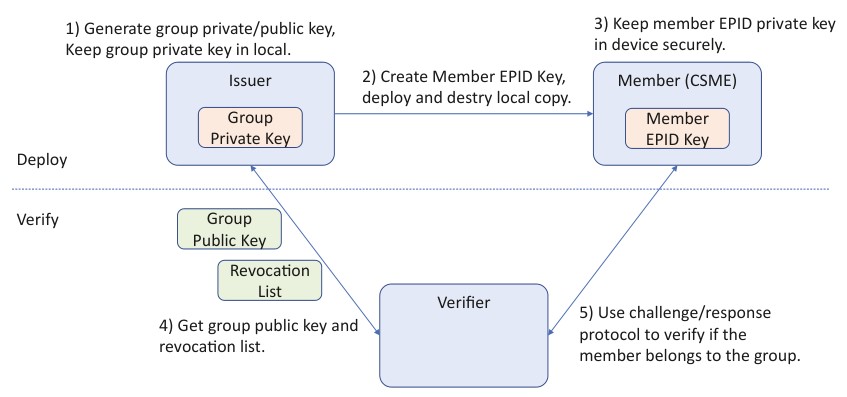 1) Generate group private/public key,
Keep group private key in local.
3) Keep member EPID private key
in device securely.
Issuer
Group
Private Key
2) Create Member EPID Key,
deploy and destry local copy.
Member (CSME)
Member
EPID Key
Deploy
Verify
Group
Public Key
Revocation
List
4) Get group public key and
revocation list.
Verifier
5) Use challenge/response
protocol to verify if the
member belongs to the group.